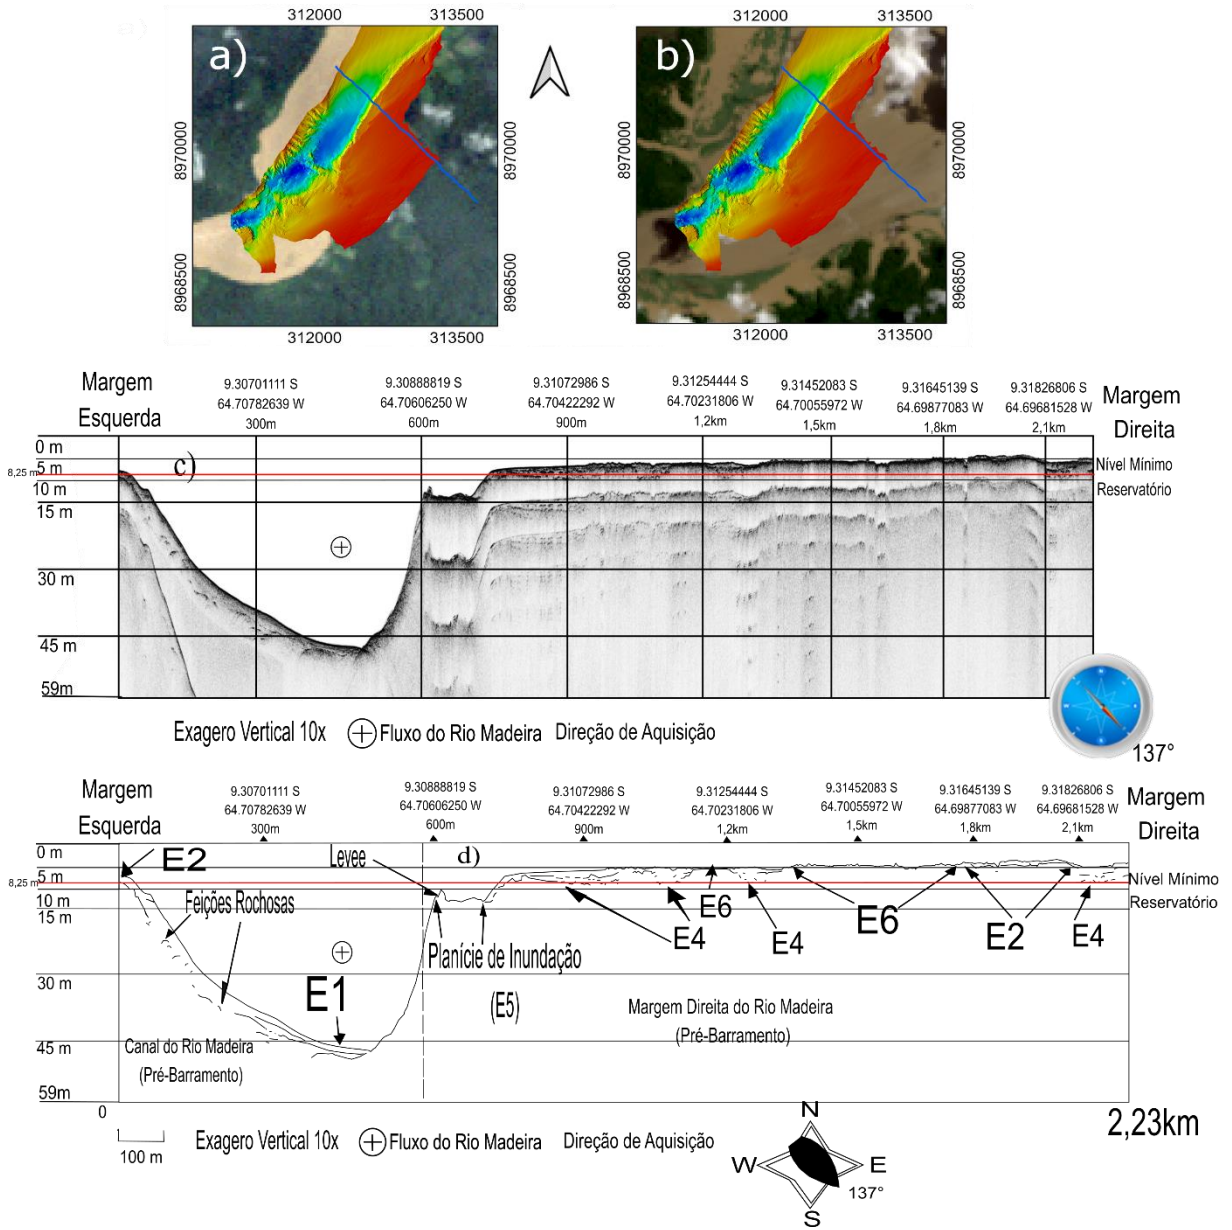 312000 313500
312000 313500
a)
b)
8970000
8970000
8970000
8970000
8968500
8968500
8968500
8968500
312000 313500
312000 313500
Margem
Esquerda
9.30701111 S
64.70782639 W
300m
9.30888819 S
64.70606250 W
600m
9.31072986 S
64.70422292 W
900m
9.31254444 S
64.70231806 W
1,2km
9.31452083 S
64.70055972 W
1,5km
9.31645139 S
64.69877083 W
1,8km
9.31826806 S
64.69681528 W
2,1km
Margem
Direita
0 m
5 m
8,25 m
10 m
15 m
30 m
45 m
59m
c)
Nível Mínimo
Reservatório
Exagero Vertical 10x Fluxo do Rio Madeira Direção de Aquisição
137°
Margem
Esquerda
9.30701111 S
64.70782639 W
300m
9.30888819 S
64.70606250 W
600m
9.31072986 S
64.70422292 W
900m
9.31254444 S
64.70231806 W
1,2km
9.31452083 S
64.70055972 W
1,5km
9.31645139 S
64.69877083 W
1,8km
9.31826806 S
64.69681528 W
2,1km
Margem
Direita
0 m
5 m
8,25 m
10 m
15 m
30 m
45 m
59m
0
E2
Levee
d)
Feições Rochosas
Nível Mínimo
Reservatório
E4
E6
E4
E6
E2
E4
Planície de Inundação
(E5)
E1
Canal do Rio Madeira
(Pré-Barramento)
Margem Direita do Rio Madeira
(Pré-Barramento)
2,23km
100 m
Exagero Vertical 10x Fluxo do Rio Madeira Direção de Aquisição
N
W E
S
137°